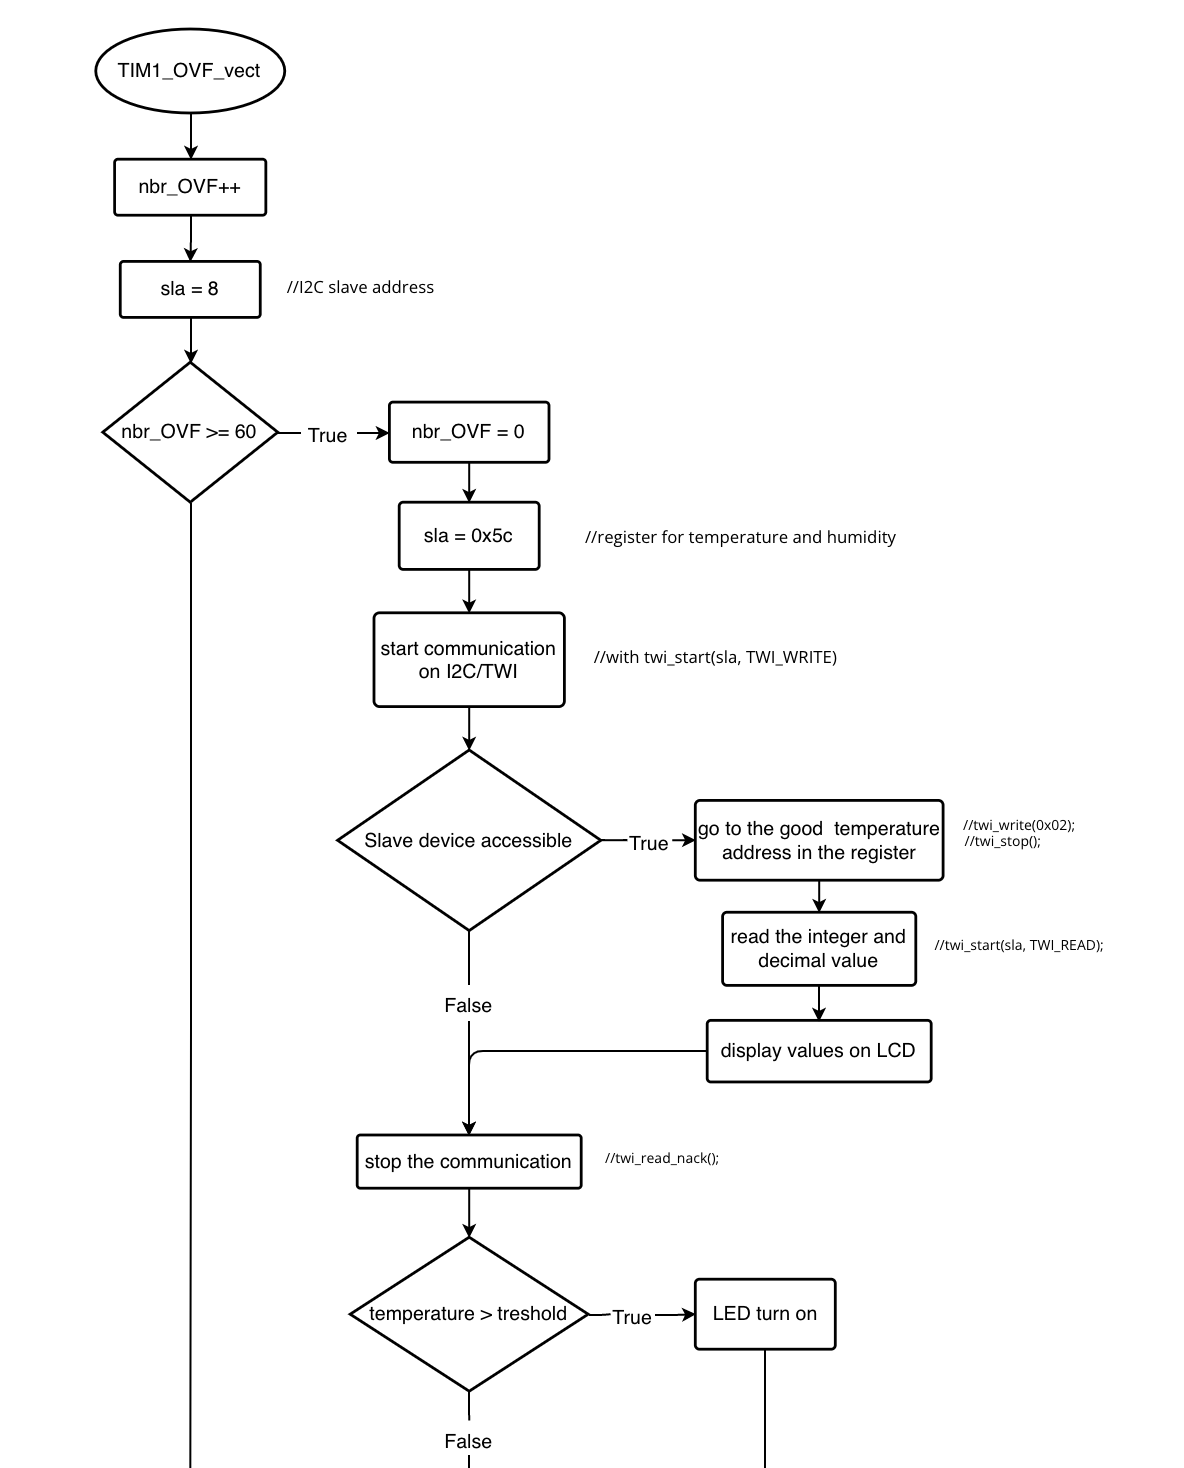 TIM1_OVF_vect
nbr_OVF++
sla = 8
//I2C slave address
nbr_OVF >= 60
True
nbr_OVF = 0
sla = 0x5c
//register for temperature and humidity
start communication
on I2C/TWI
//with twi_start(sla, TWI_WRITE)
Slave device accessible
True
go to the good  temperature
address in the register
//twi_write(0x02);
//twi_stop();
read the integer and
decimal value
//twi_start(sla, TWI_READ);
False
display values on LCD
stop the communication
//twi_read_nack();
temperature > treshold
True
LED turn on
False